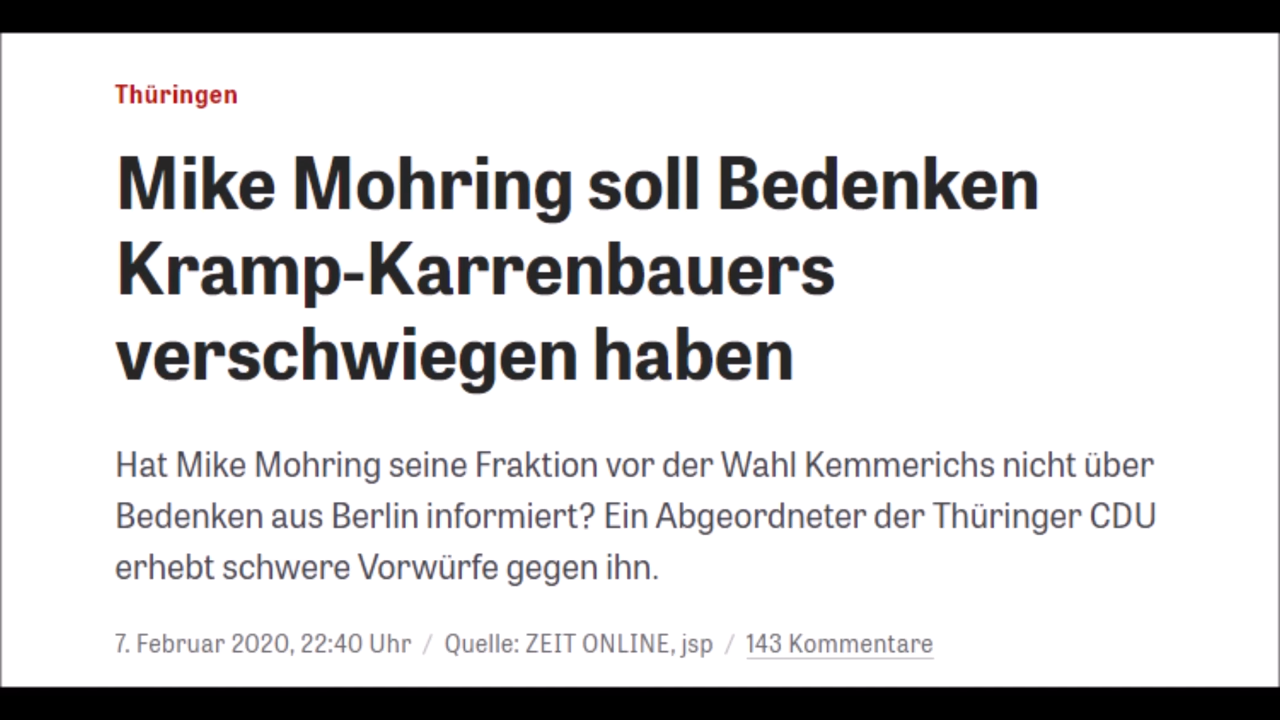 Thüringen
Mike Mohring soll Bedenken
Kramp-Karrenbauers
verschwiegen haben
Hat Mike Mohring seine Fraktion vor der Wahl Kemmerichs nicht über
Bedenken aus Berlin informiert? Ein Abgeordneter der Thüringer CDU
erhebt schwere Vorwürfe gegen ihn.
7. Februar 2020, 22:40 Uhr / Quelle: ZEIT ONLINE, jsp / 143 Kommentare